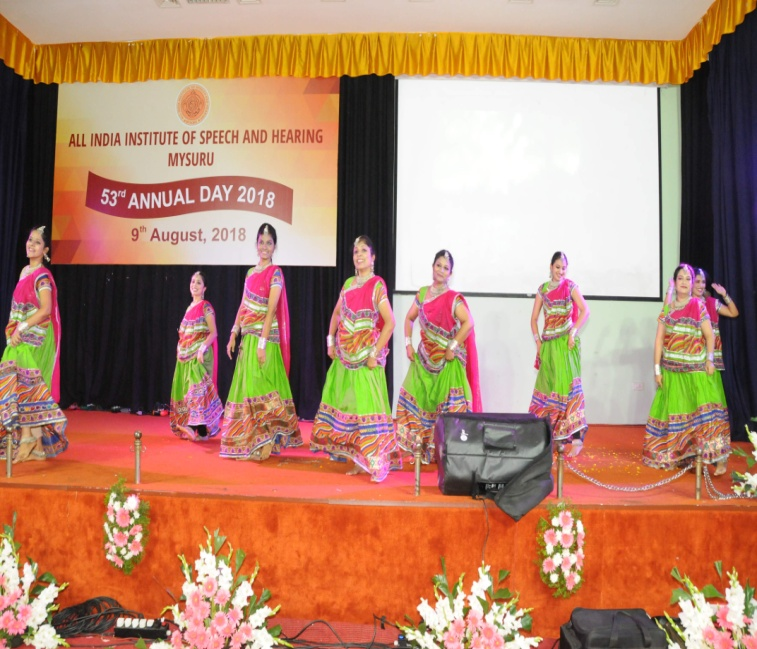 ALL INDIA INSTITUTE OF SPEECH AND HEARING
MYSURU
53rd ANNUAL DAY 2018
9th August, 2018